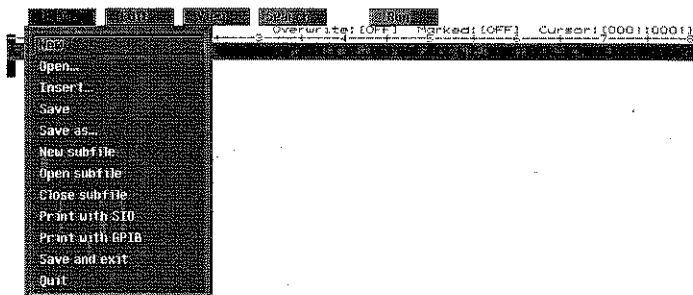 Overwrite:[OFF] Marked:[OFF] Cursor:[0001:0001]
New
Open...
Insert...
Save
Save as...
New subfile
Open subfile
Close subfile
Print with SIO
Print with GPIB
Save and exit
Quit